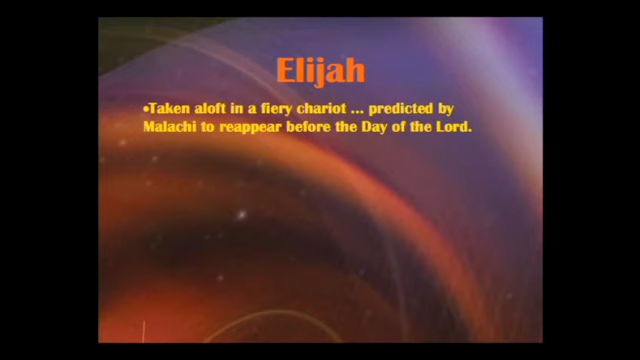 Elijah
•Taken aloft in a fiery chariot ... predicted by
Malachi to reappear before the Day of the Lord.